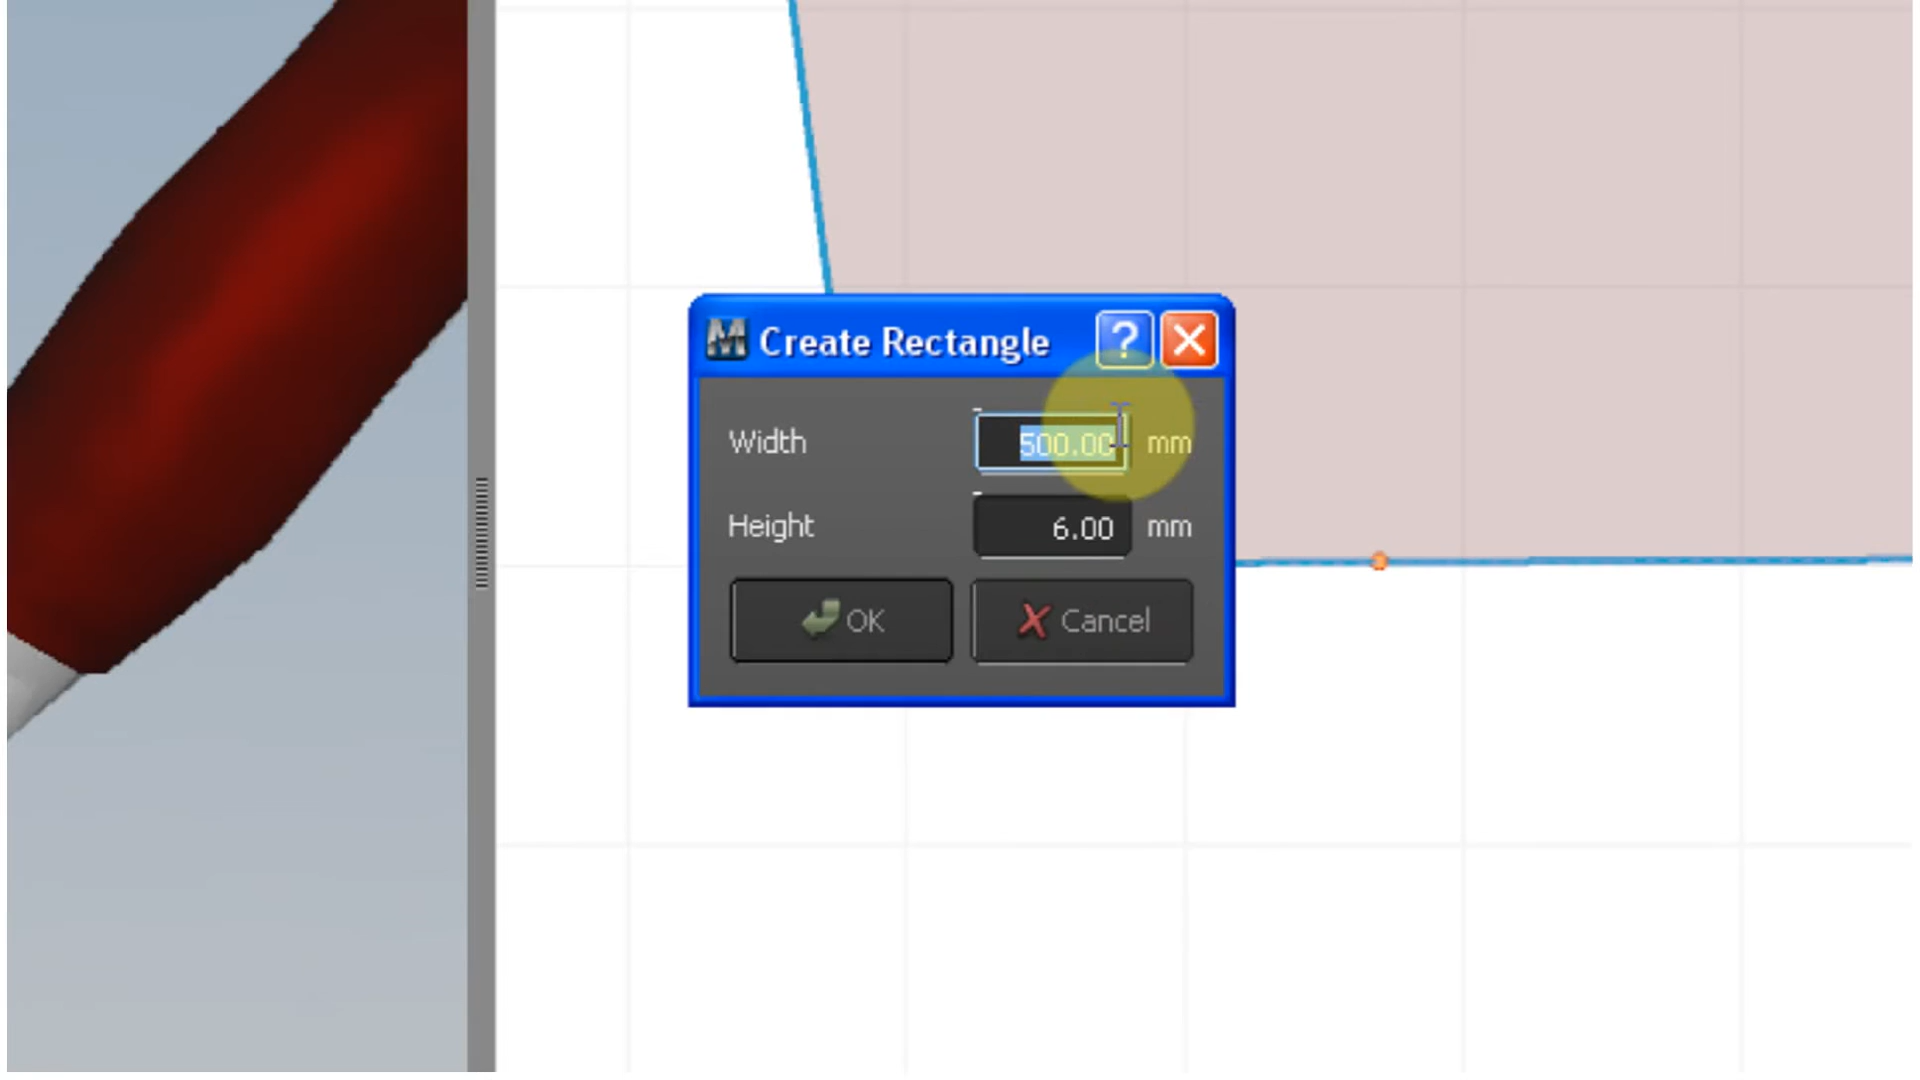 Create Rectangle ?
Width 500.00 mm
Height 6.00 mm
OK Cancel